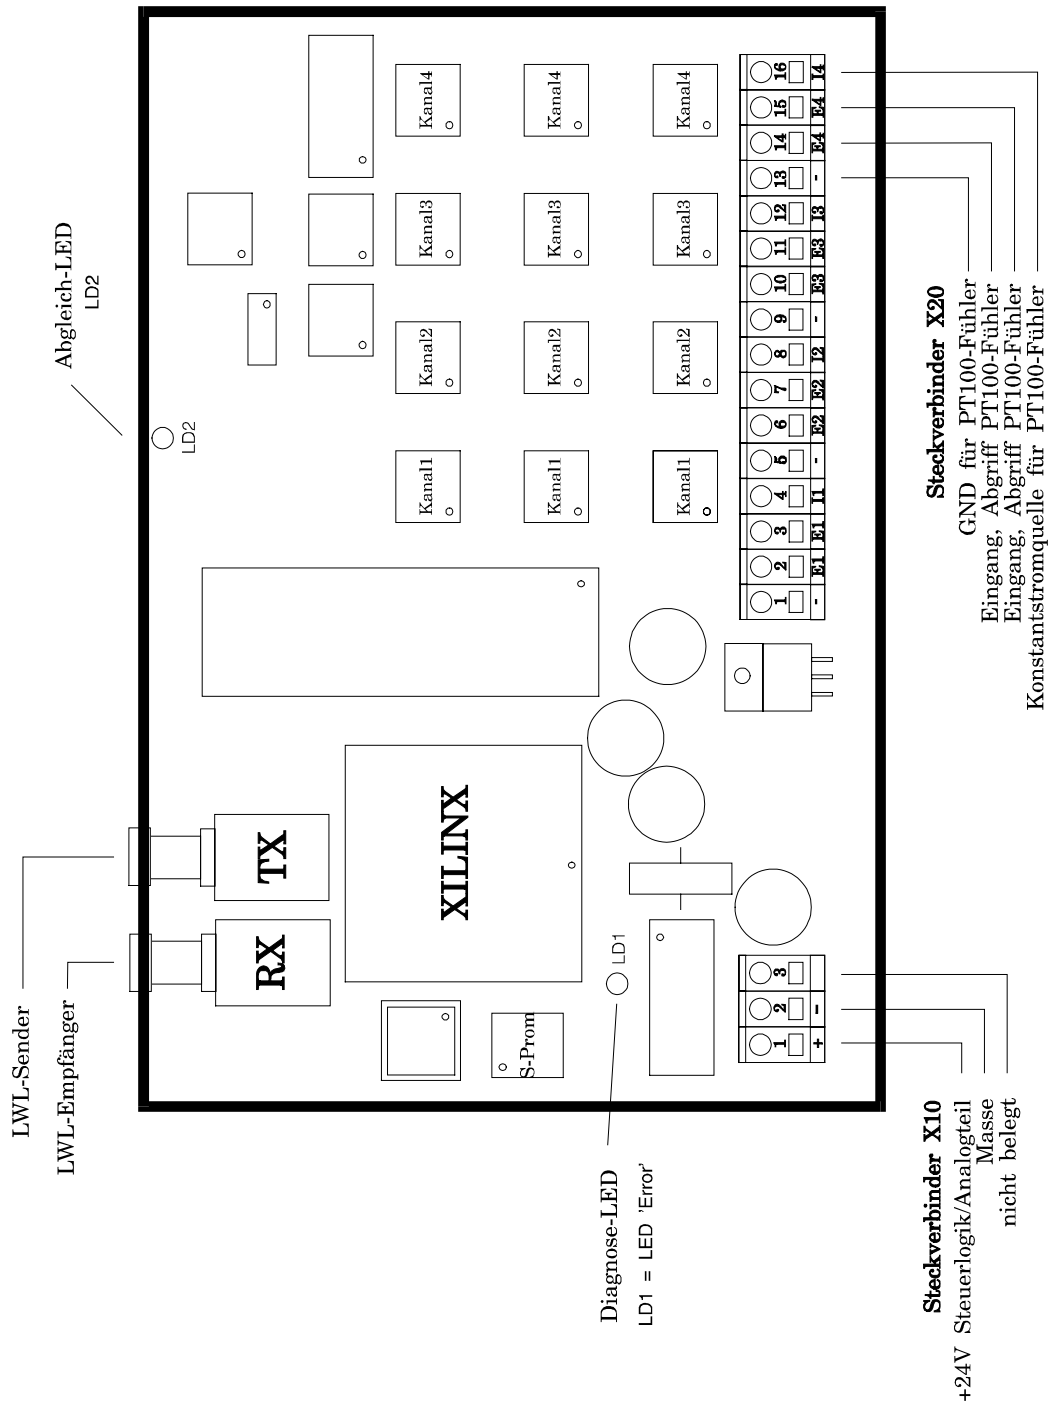 LWL-Sender
LWL-Empfänger
Abgleich-LED
LD2
LD2
TX
RX
XILINX
S-Prom
LD1
Diagnose-LED
LD1 = LED 'Error'
Kanal1
Kanal2
Kanal3
Kanal4
Kanal1
Kanal2
Kanal3
Kanal4
Kanal1
Kanal2
Kanal3
Kanal4
1 2 3
+ -
1 2 3 4 5 6 7 8 9 10 11 12 13 14 15 16
- E1 E1 I1 - E2 E2 I2 - E3 E3 I3 - E4 E4 I4
Steckverbinder X10
+24V Steuerlogik/Analogteil
Masse
nicht belegt
Steckverbinder X20
GND für PT100-Fühler
Eingang, Abgriff PT100-Fühler
Eingang, Abgriff PT100-Fühler
Konstantstromquelle für PT100-Fühler